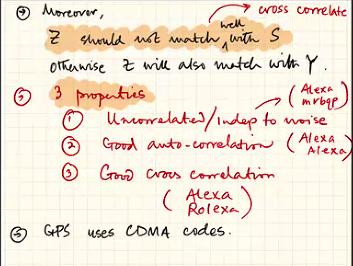 ④ Moreover, cross correlate
Z should not match well with S
otherwise Z will also match with Y.
3 properties
① Uncorrelated/Indep to noise (Alexa mrbgp)
② Good auto-correlation (Alexa Alexa)
③ Good cross correlation
(Alexa
Rolexa)
⑤ GPS uses CDMA codes.